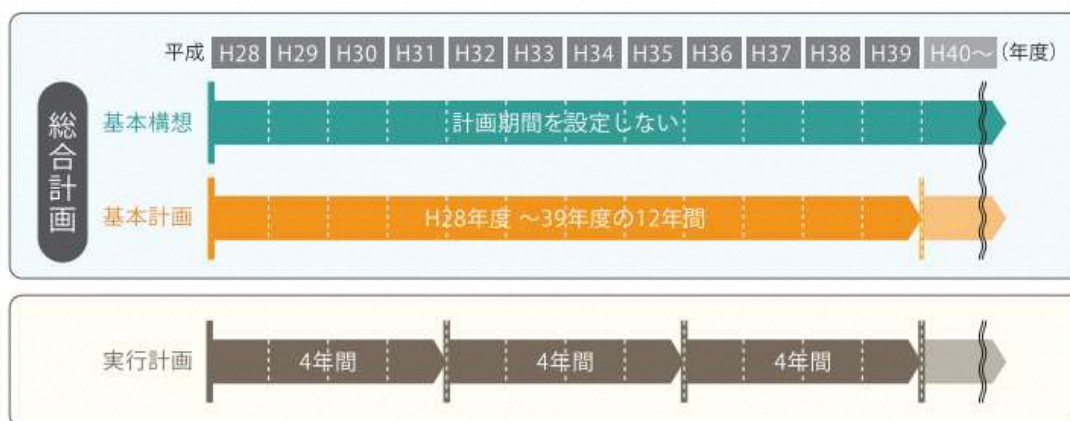 平成 H28 H29 H30 H31 H32 H33 H34 H35 H36 H37 H38 H39 H40～ (年度)
総合計画
基本構想 計画期間を設定しない
基本計画 H28年度 ～39年度の12年間
実行計画 4年間 4年間 4年間